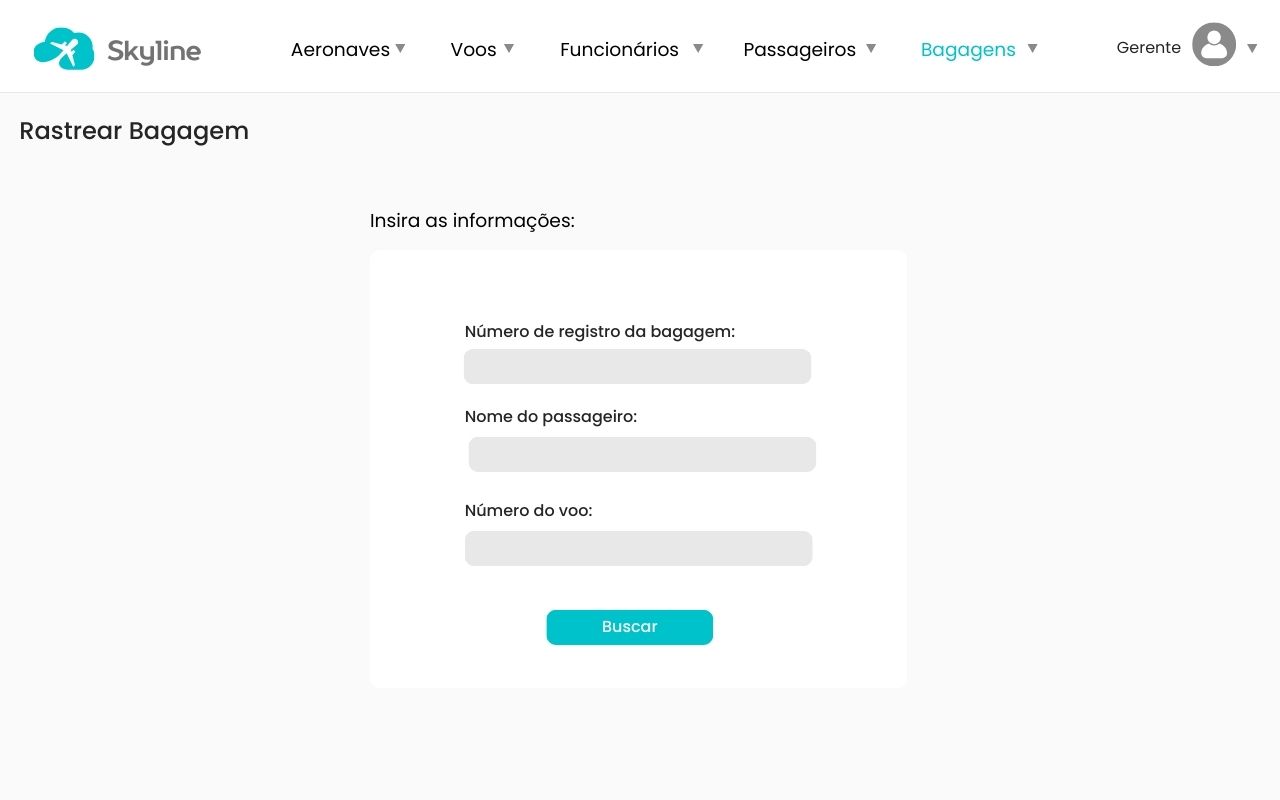 Skyline
Aeronaves
Voos
Funcionários
Passageiros
Bagagens
Gerente
Rastrear Bagagem
Insira as informações:
Número de registro da bagagem:
Nome do passageiro:
Número do voo:
Buscar